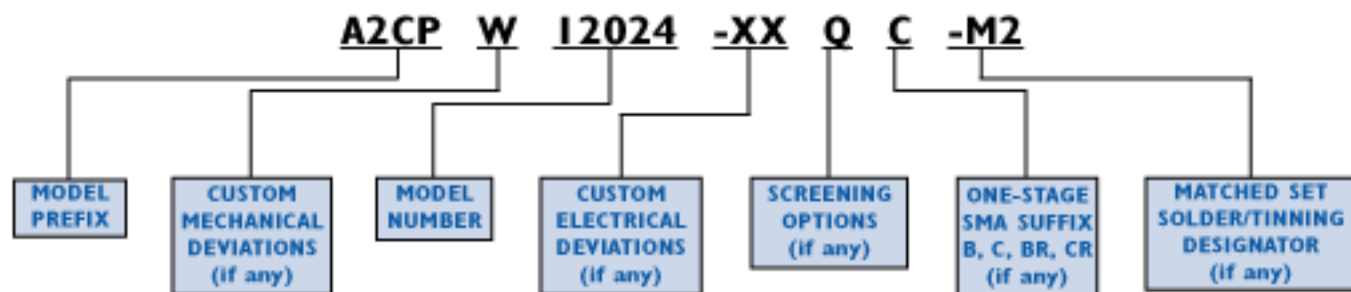 A2CP W 12024 -XX Q C -M2
MODEL
PREFIX
CUSTOM
MECHANICAL
DEVIATIONS
(if any)
MODEL
NUMBER
CUSTOM
ELECTRICAL
DEVIATIONS
(if any)
SCREENING
OPTIONS
(if any)
ONE-STAGE
SMA SUFFIX
B, C, BR, CR
(if any)
MATCHED SET
SOLDER/TINNING
DESIGNATOR
(if any)